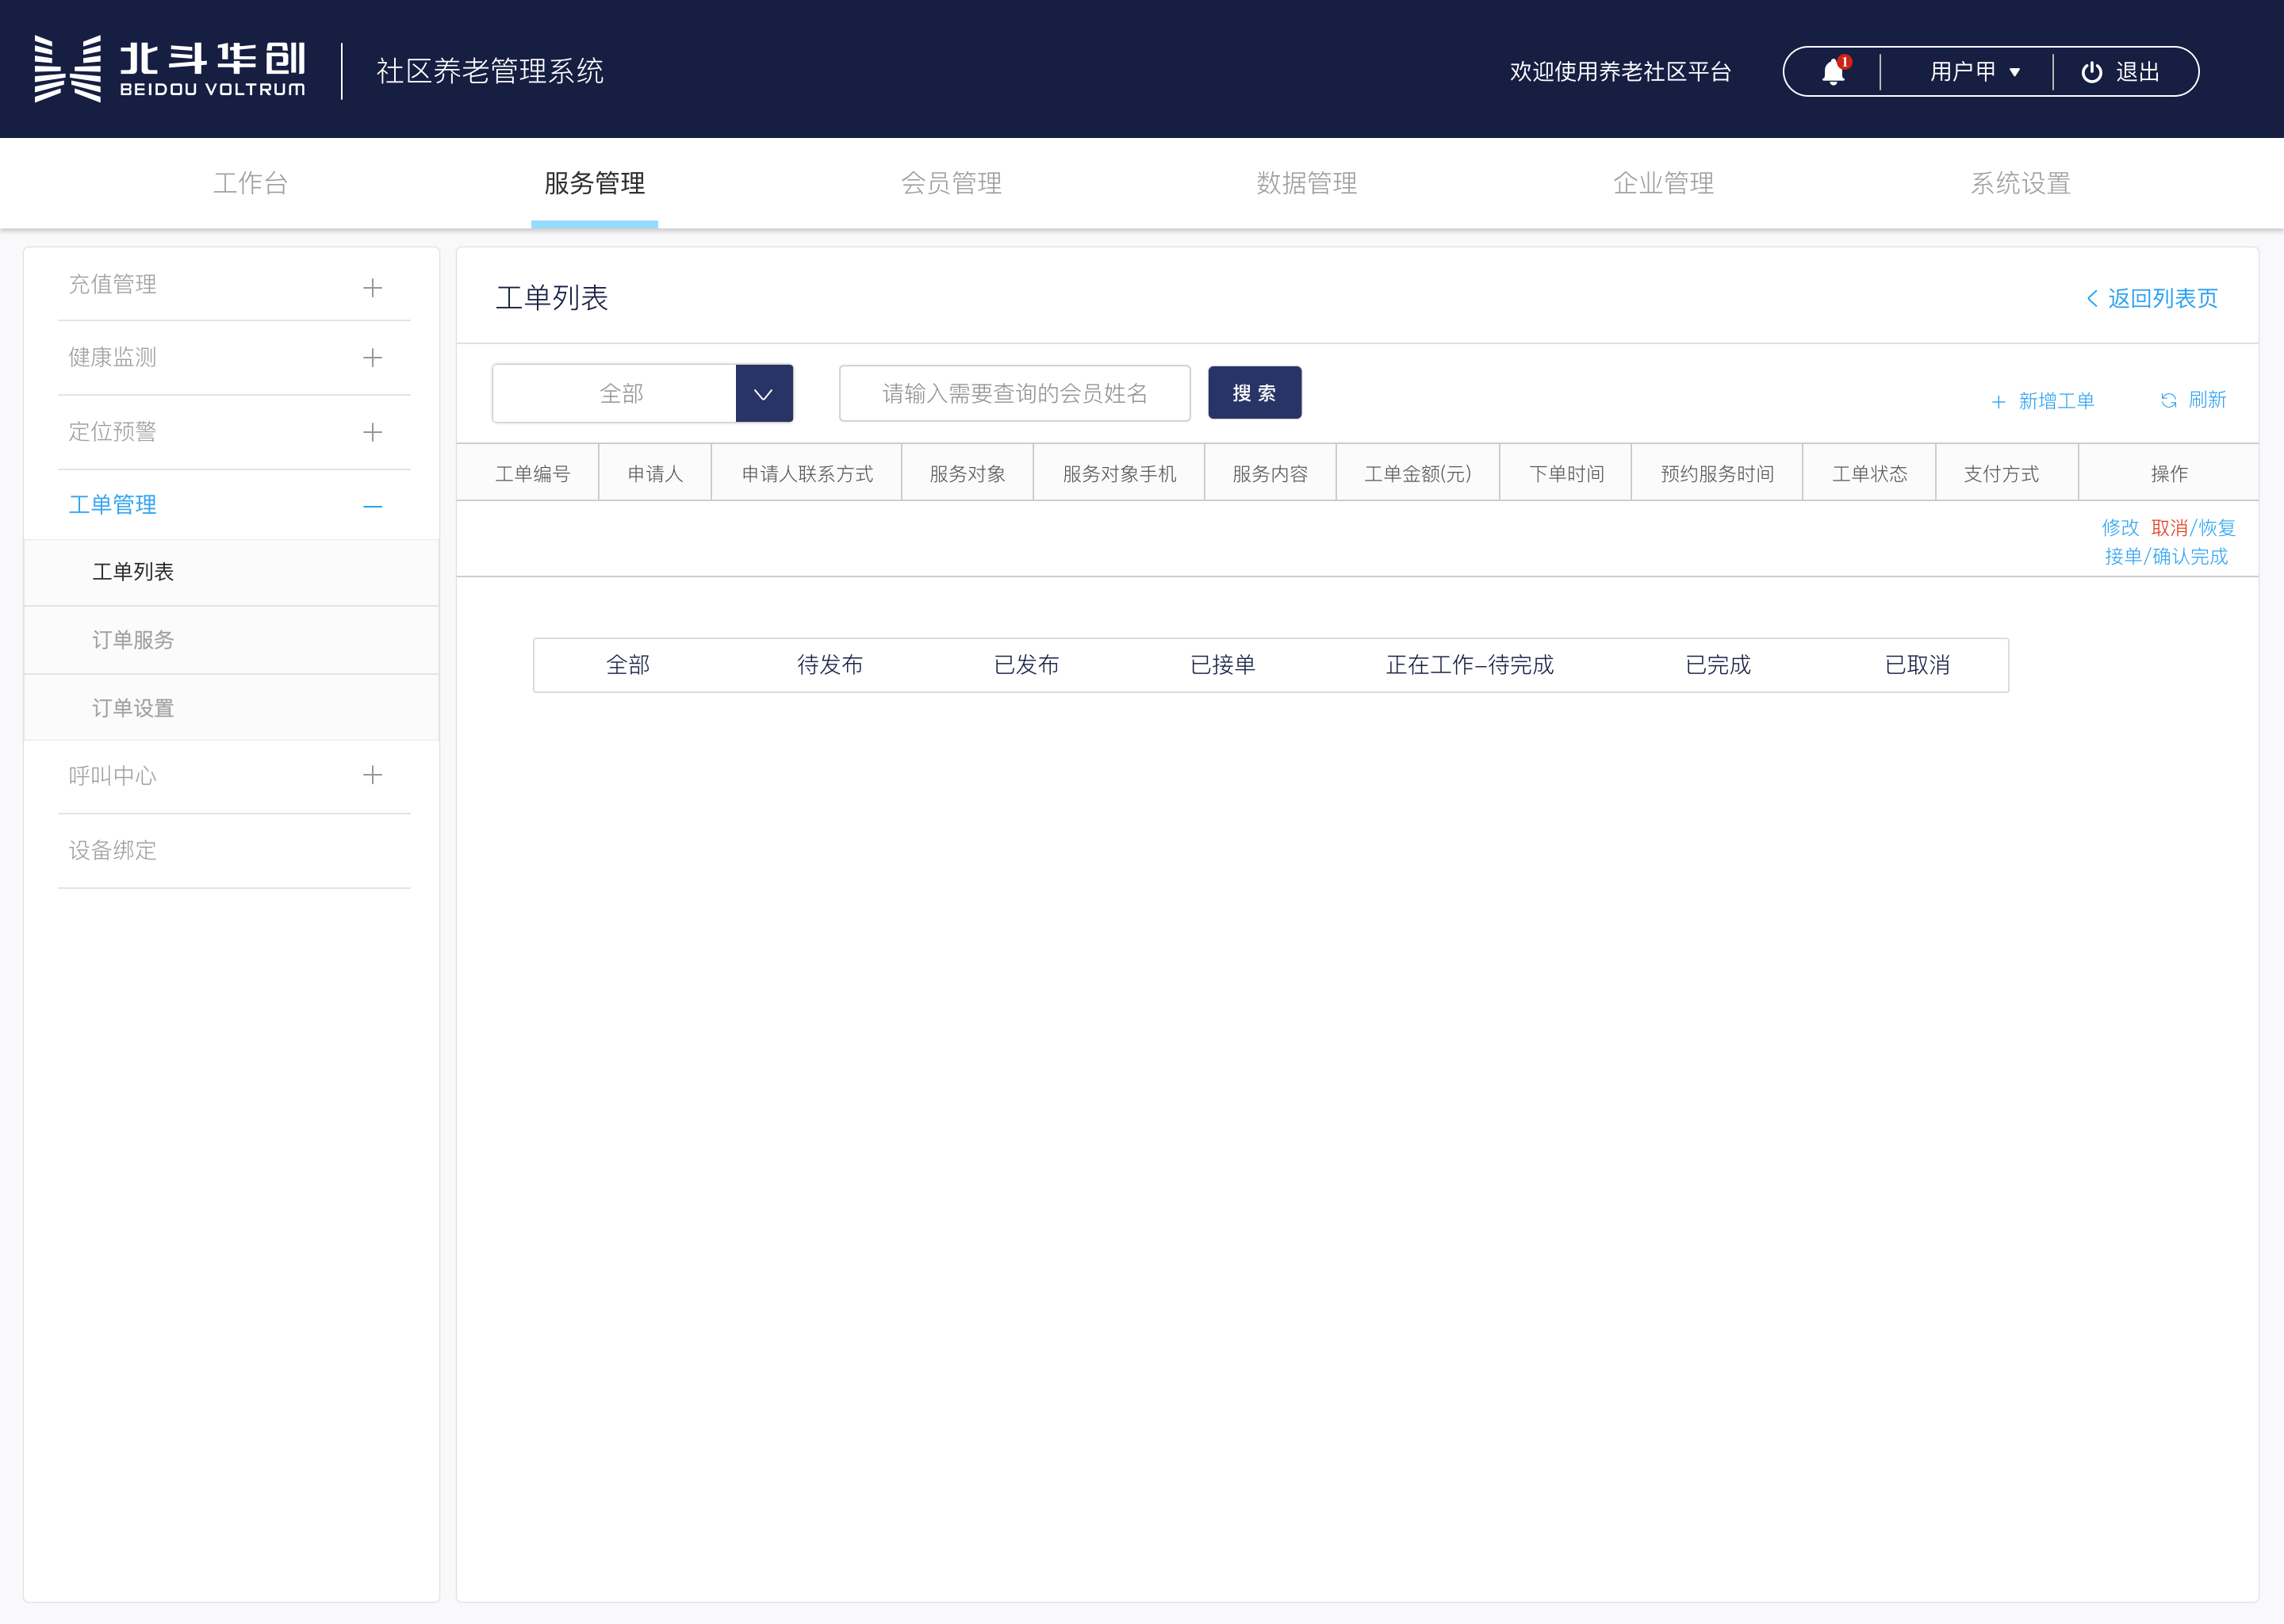 北斗华创
BEIDOU VOLTRUM
社区养老管理系统
欢迎使用养老社区平台
1
用户甲
退出
工作台
服务管理
会员管理
数据管理
企业管理
系统设置
充值管理
健康监测
定位预警
工单管理
工单列表
订单服务
订单设置
呼叫中心
设备绑定
工单列表
返回列表页
全部
请输入需要查询的会员姓名
搜索
新增工单
刷新
工单编号 申请人 申请人联系方式 服务对象 服务对象手机 服务内容 工单金额(元) 下单时间 预约服务时间 工单状态 支付方式 操作
修改 取消/恢复
接单/确认完成
全部 待发布 已发布 已接单 正在工作–待完成 已完成 已取消